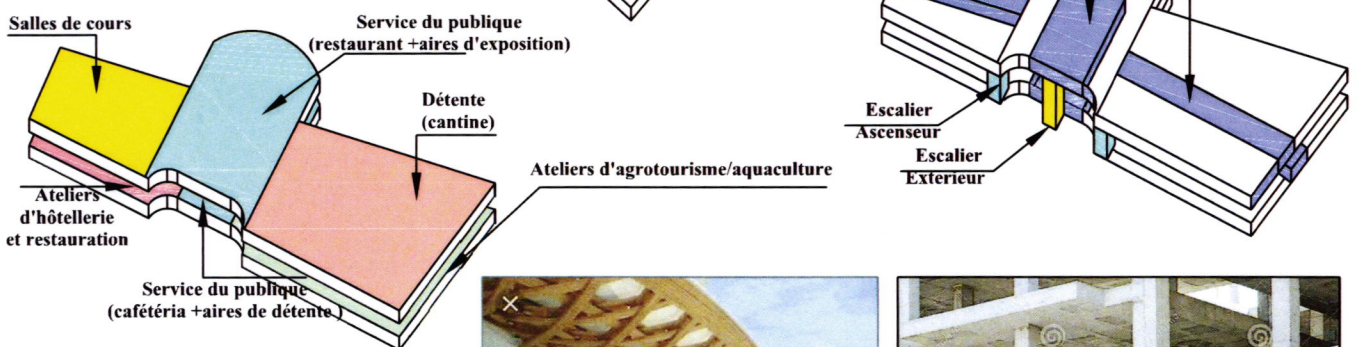 Salles de cours
Service du publique
(restaurant +aires d'exposition)
Détente
(cantine)
Ateliers d'agrotourisme/aquaculture
Ateliers
d'hôtellerie
et restauration
Service du publique
(cafétéria +aires de détente )
Escalier
Ascenseur
Escalier
Exterieur